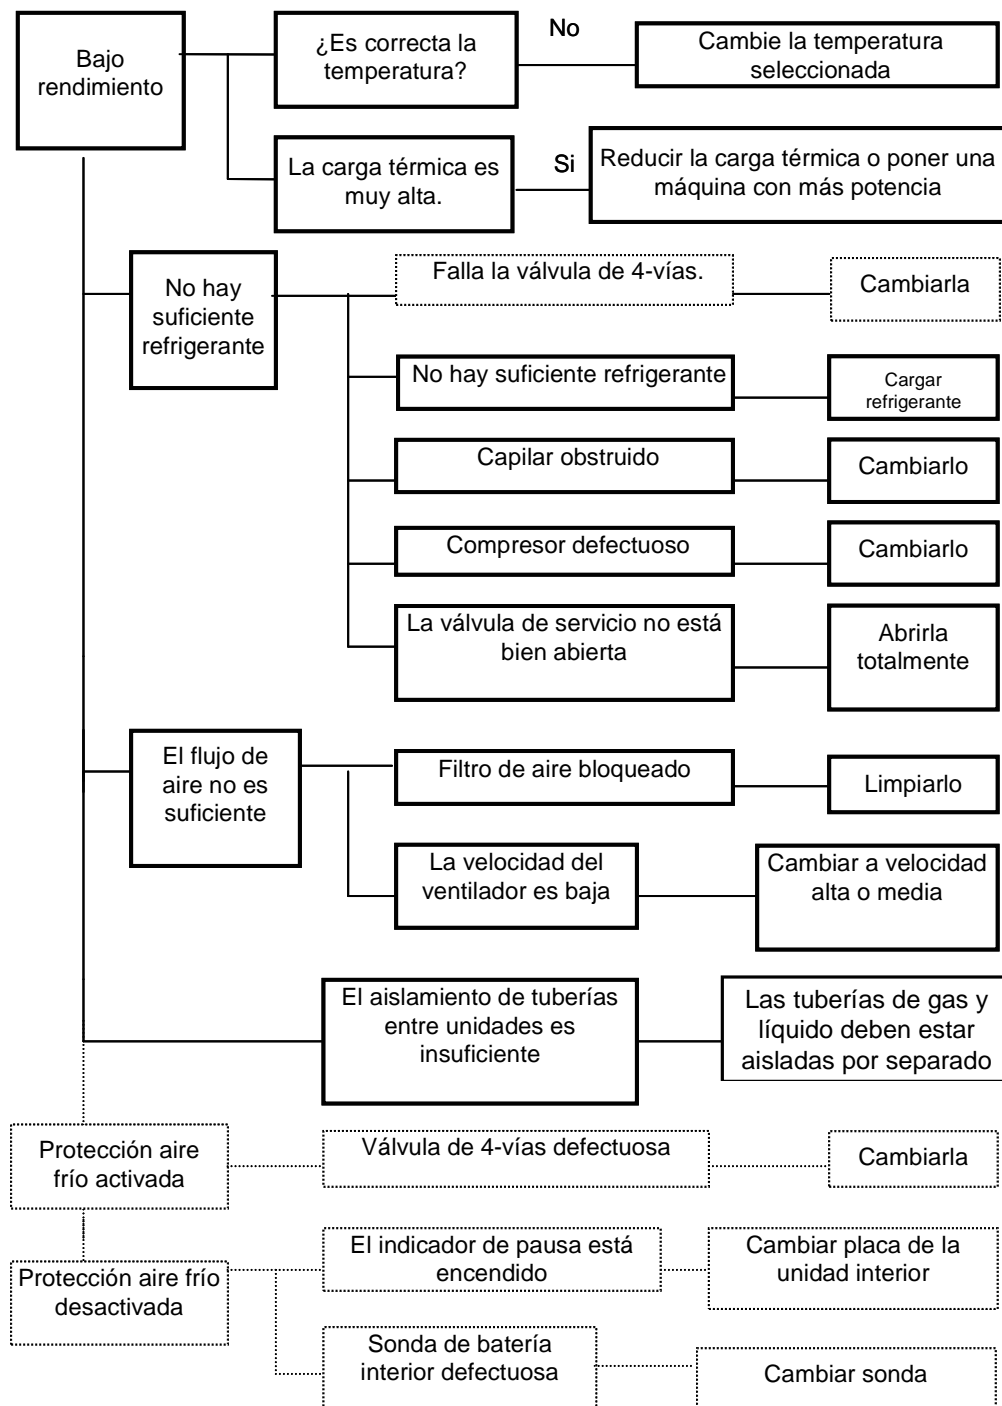 Bajo
rendimiento
¿Es correcta la
temperatura?
No
Cambie la temperatura
seleccionada
La carga térmica es
muy alta.
Si
Reducir la carga térmica o poner una
máquina con más potencia
No hay
suficiente
refrigerante
Falla la válvula de 4-vías.
Cambiarla
No hay suficiente refrigerante
Cargar
refrigerante
Capilar obstruido
Cambiarlo
Compresor defectuoso
Cambiarlo
La válvula de servicio no está
bien abierta
Abrirla
totalmente
El flujo de
aire no es
suficiente
Filtro de aire bloqueado
Limpiarlo
La velocidad del
ventilador es baja
Cambiar a velocidad
alta o media
El aislamiento de tuberías
entre unidades es
insuficiente
Las tuberías de gas y
líquido deben estar
aisladas por separado
Protección aire
frío activada
Válvula de 4-vías defectuosa
Cambiarla
Protección aire frío
desactivada
El indicador de pausa está
encendido
Cambiar placa de la
unidad interior
Sonda de batería
interior defectuosa
Cambiar sonda